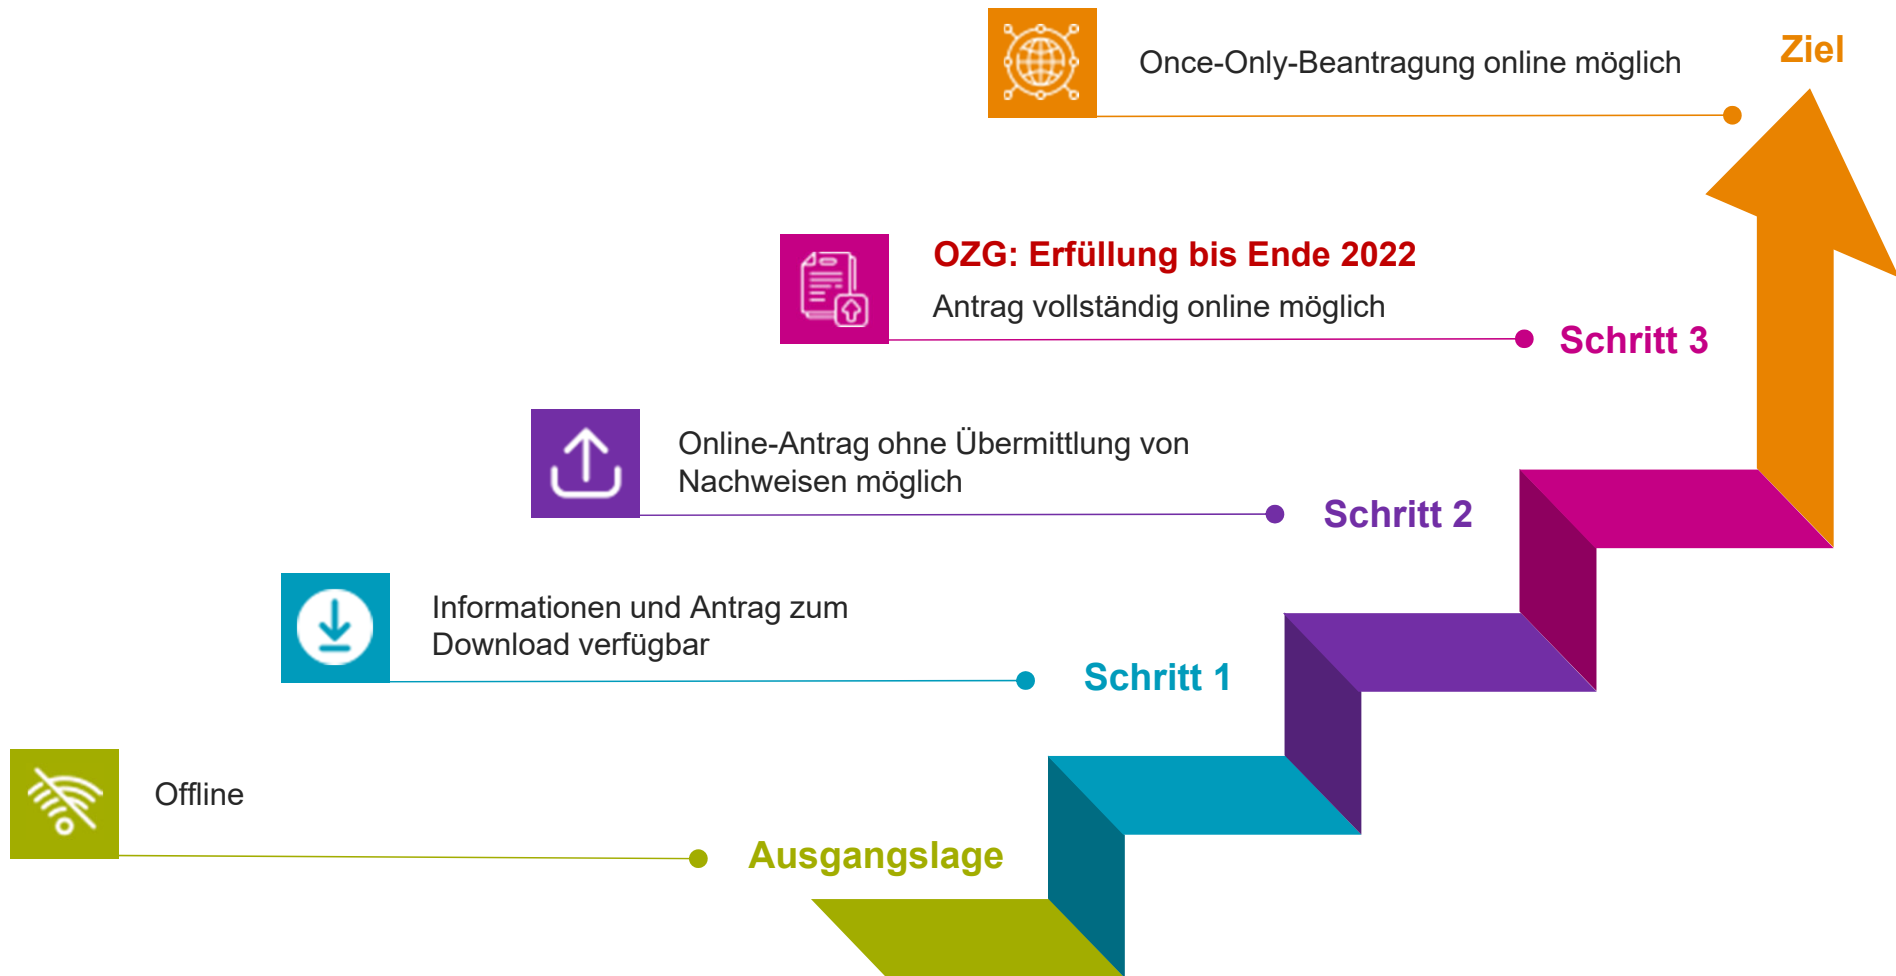 Once-Only-Beantragung online möglich
Ziel
OZG: Erfüllung bis Ende 2022
Antrag vollständig online möglich
Schritt 3
Online-Antrag ohne Übermittlung von
Nachweisen möglich
Schritt 2
Informationen und Antrag zum
Download verfügbar
Schritt 1
Offline
Ausgangslage